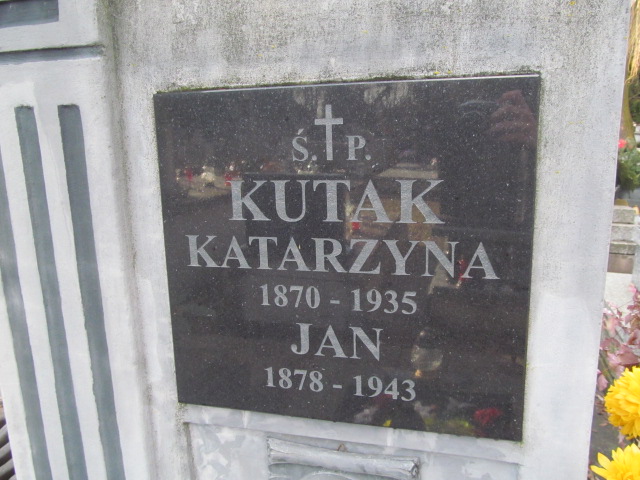 Ś. P.
KUTAK
KATARZYNA
1870 - 1935
JAN
1878 - 1943